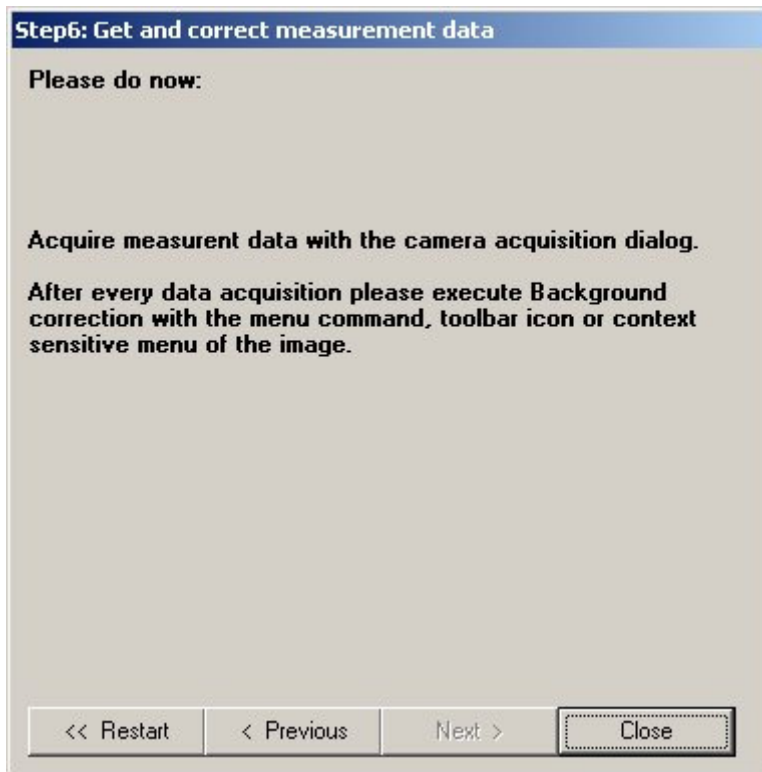 Step6: Get and correct measurement data
Please do now:
Acquire measurent data with the camera acquisition dialog.
After every data acquisition please execute Background
correction with the menu command, toolbar icon or context
sensitive menu of the image.
<< Restart
< Previous
Next >
Close